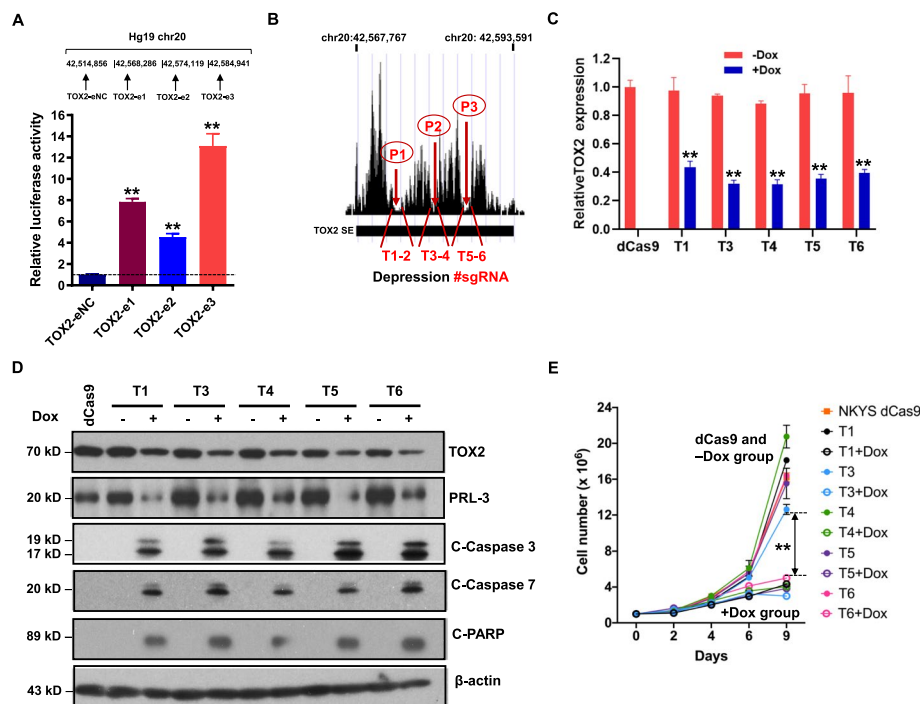 A
Hg19 chr20
42,514,856 |42,568,286 |42,574,119 |42,584,941
TOX2-eNC TOX2-e1 TOX2-e2 TOX2-e3
Relative luciferase activity
16
14
12
10
8
6
4
2
0
**
**
**
TOX2-eNC
TOX2-e1
TOX2-e2
TOX2-e3
B
chr20:42,567,767 chr20: 42,593,591
P1
P2
P3
TOX2 SE
T1-2 T3-4 T5-6
Depression #sgRNA
C
-Dox
+Dox
RelativeTOX2 expression
1.2
1.0
0.8
0.6
0.4
0.2
0.0
** ** ** ** **
dCas9 T1 T3 T4 T5 T6
D
dCas9
T1 T3 T4 T5 T6
Dox - + - + - + - + - +
70 kD TOX2
20 kD PRL-3
19 kD
17 kD
C-Caspase 3
20 kD
C-Caspase 7
89 kD C-PARP
43 kD β-actin
E
Cell number (x 10⁶)
24
20
16
12
8
4
0
dCas9 and
–Dox group
**
+Dox group
0 2 4 6 9
Days
NKYS dCas9
T1
T1+Dox
T3
T3+Dox
T4
T4+Dox
T5
T5+Dox
T6
T6+Dox